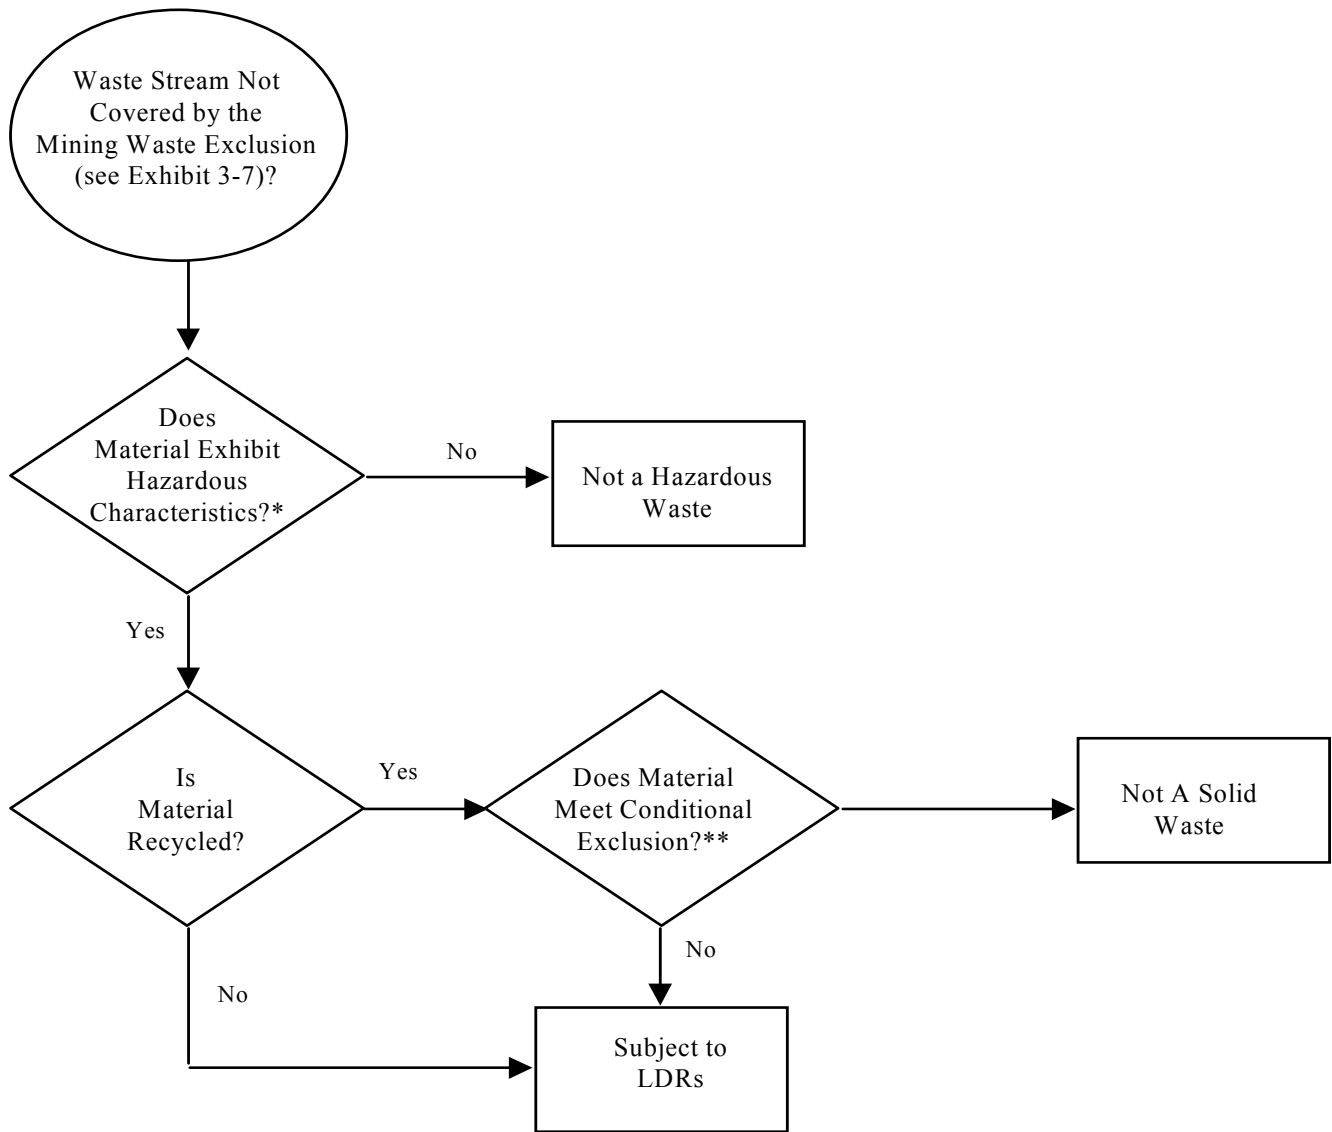 Waste Stream Not
Covered by the
Mining Waste Exclusion
(see Exhibit 3-7)?
Does
Material Exhibit
Hazardous
Characteristics?*
No
Not a Hazardous
Waste
Yes
Is
Material
Recycled?
Yes
Does Material
Meet Conditional
Exclusion?**
Not A Solid
Waste
No
No
Subject to
LDRs